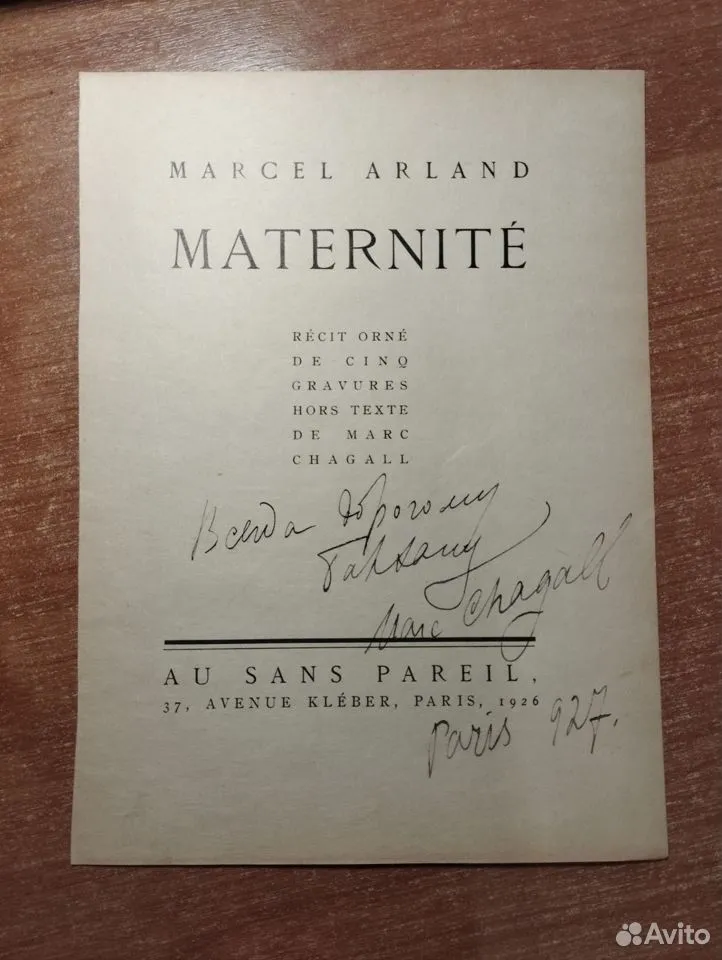 MARCEL ARLAND
MATERNITÉ
RÉCIT ORNÉ
DE CINQ
GRAVURES
HORS TEXTE
DE MARC
CHAGALL
Всегда дорогому
Marc Chagall
AU SANS PAREIL,
37, AVENUE KLÉBER, PARIS, 1926
Paris 927.
Avito